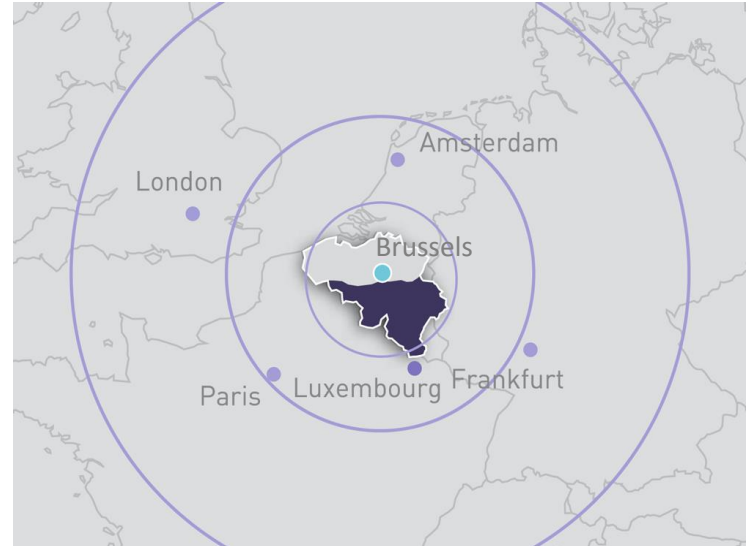 Amsterdam
London
Brussels
Paris
Luxembourg
Frankfurt